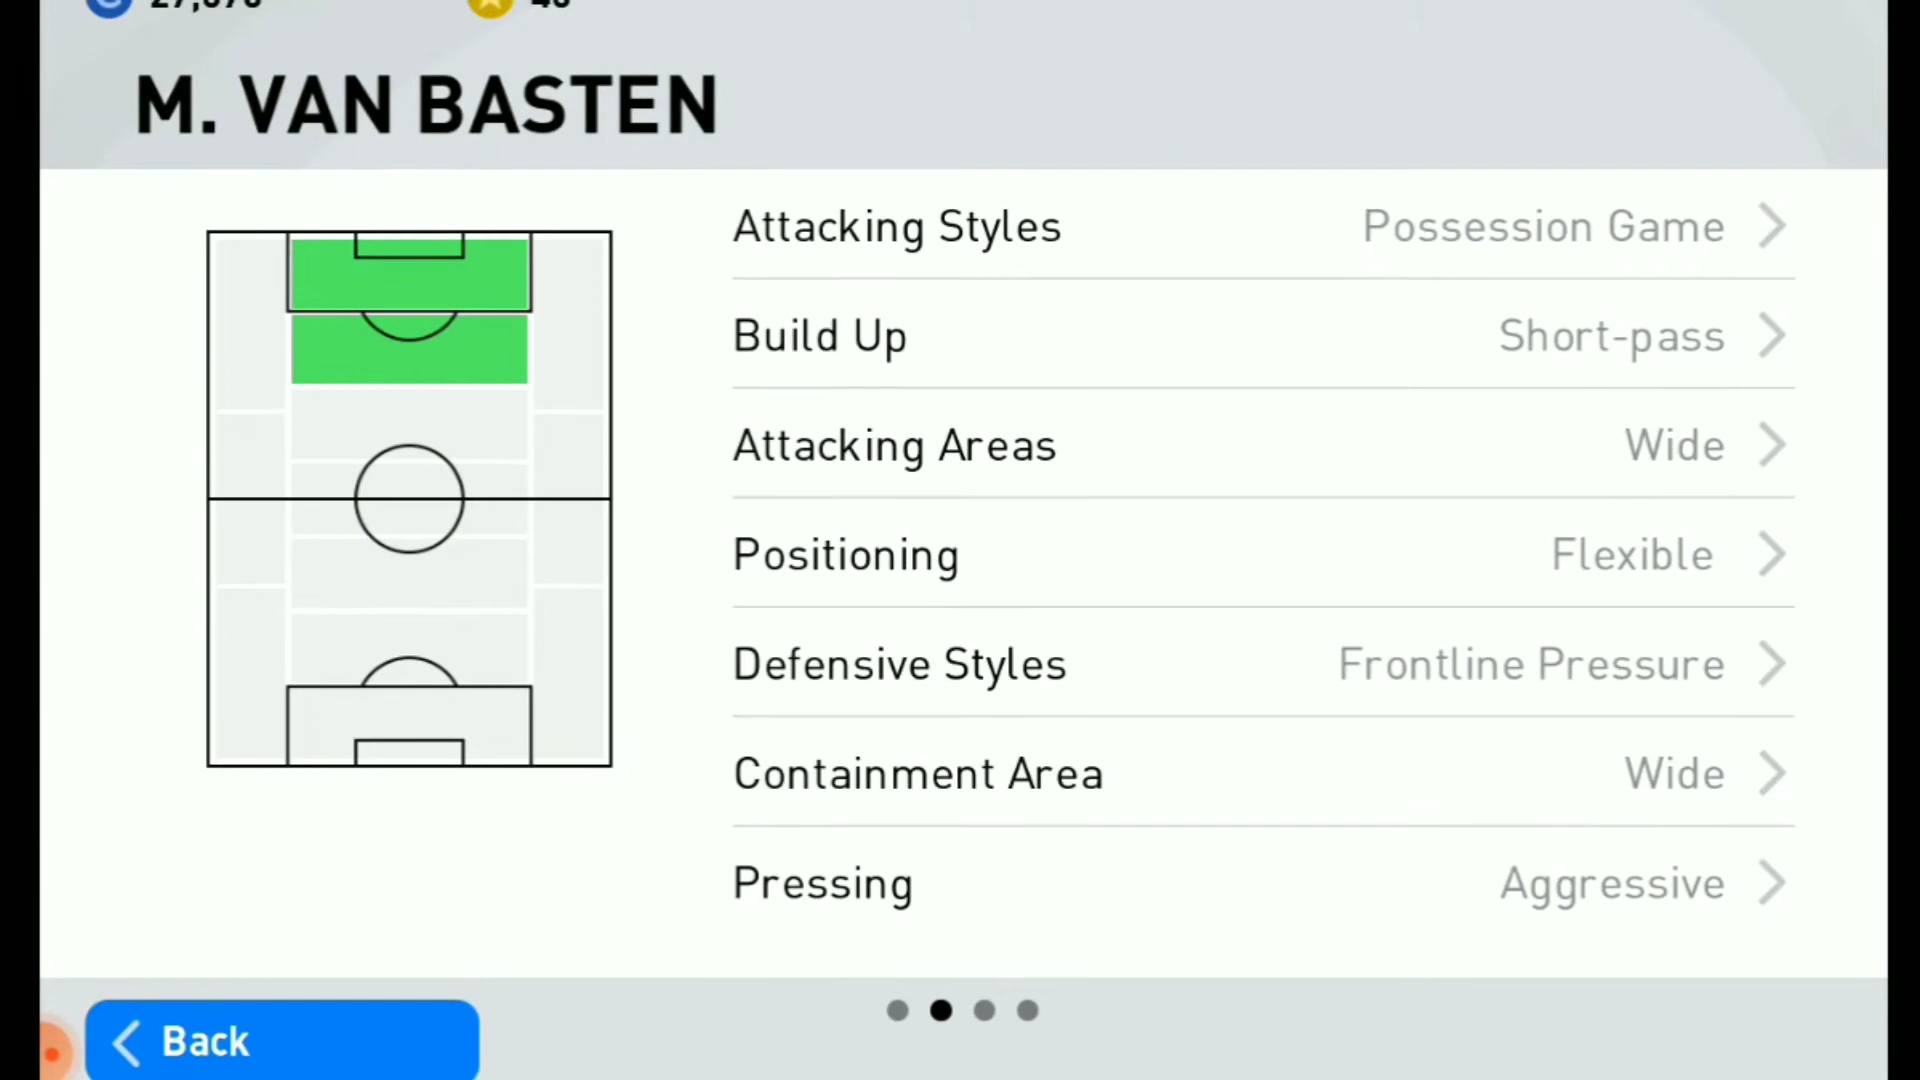 M. VAN BASTEN
Attacking Styles Possession Game
Build Up Short-pass
Attacking Areas Wide
Positioning Flexible
Defensive Styles Frontline Pressure
Containment Area Wide
Pressing Aggressive
Back